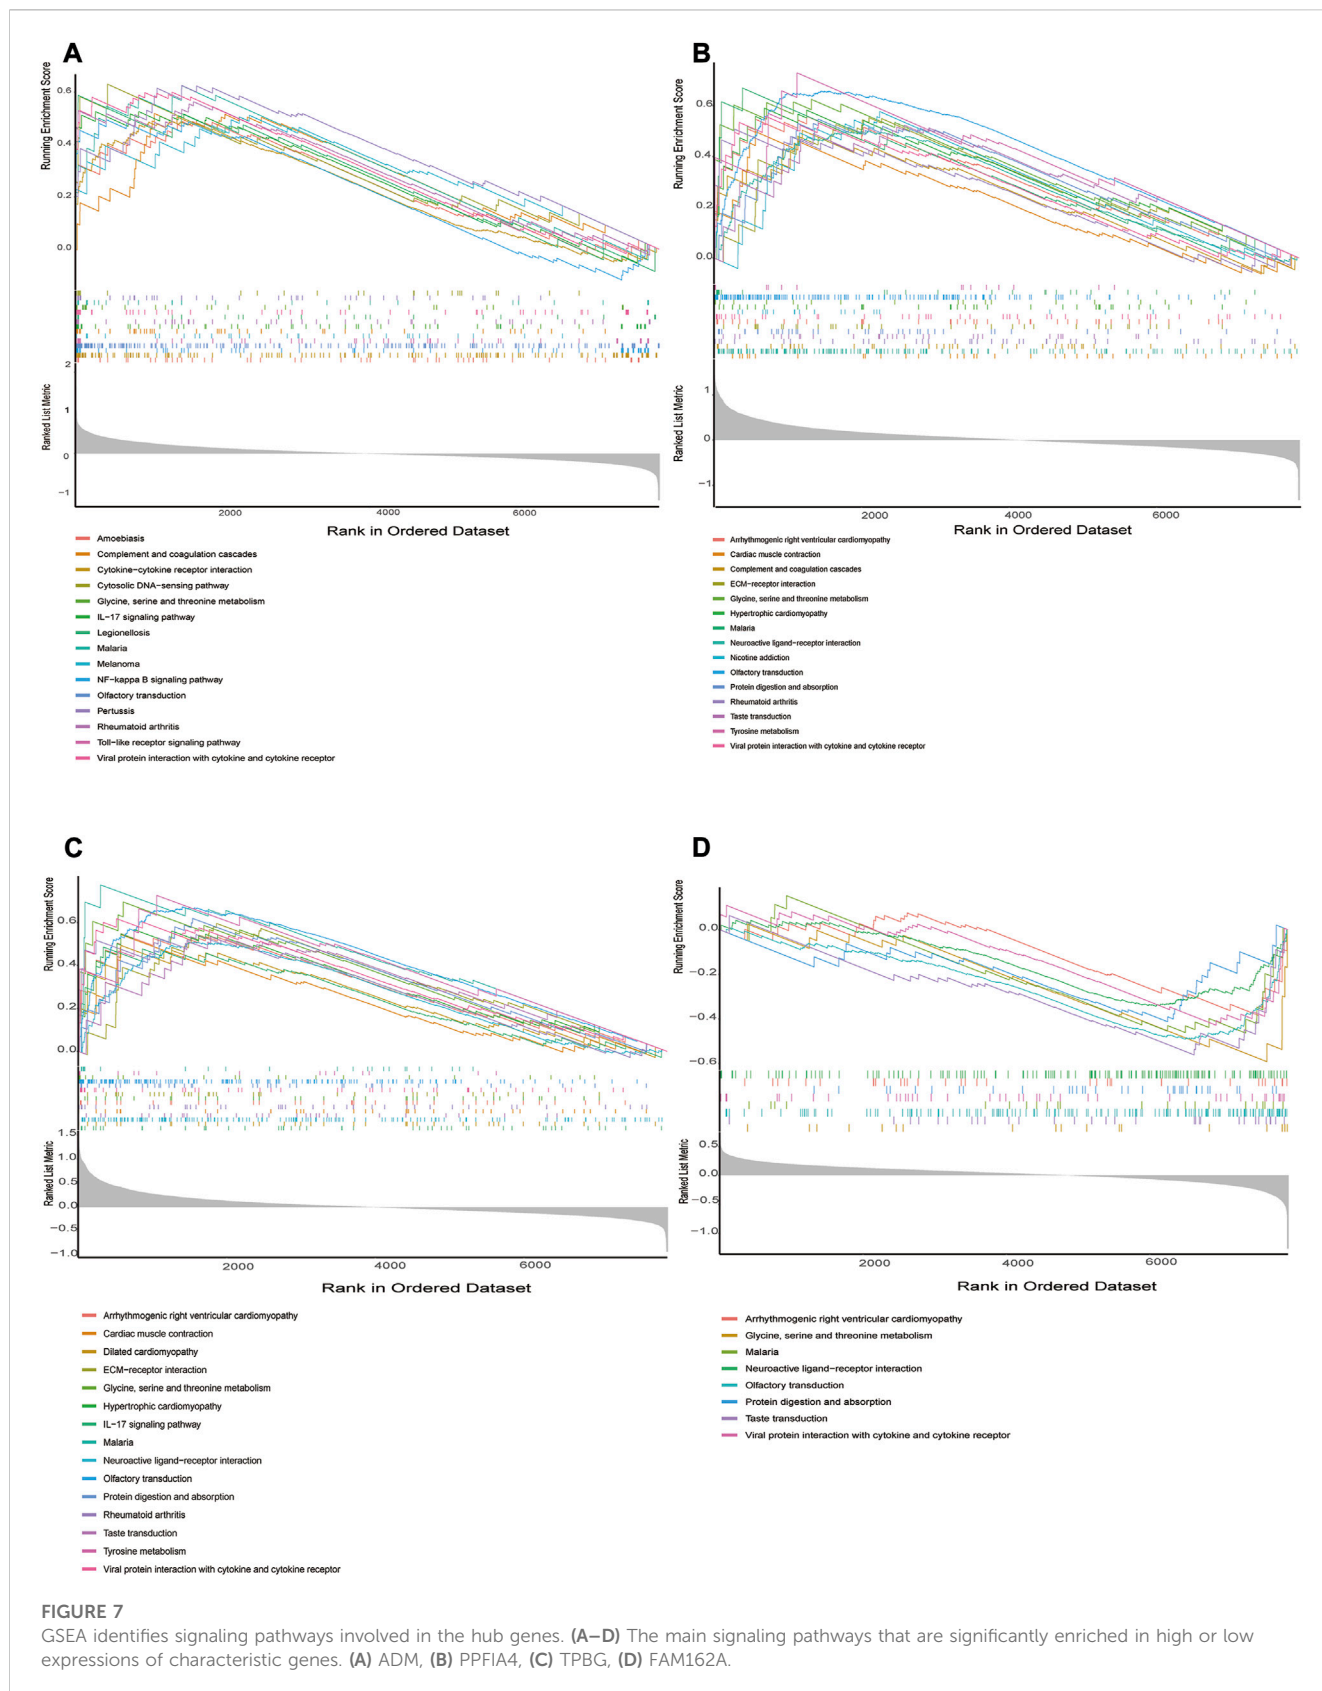 A
Running Enrichment Score
0.6
0.4
0.2
0.0
Ranked List Metric
2
1
0
−1
2000
4000
6000
Rank in Ordered Dataset
Amoebiasis
Complement and coagulation cascades
Cytokine−cytokine receptor interaction
Cytosolic DNA−sensing pathway
Glycine, serine and threonine metabolism
IL−17 signaling pathway
Legionellosis
Malaria
Melanoma
NF−kappa B signaling pathway
Olfactory transduction
Pertussis
Rheumatoid arthritis
Toll−like receptor signaling pathway
Viral protein interaction with cytokine and cytokine receptor
B
Running Enrichment Score
0.6
0.4
0.2
0.0
Ranked List Metric
1
0
−1
2000
4000
6000
Rank in Ordered Dataset
Arrhythmogenic right ventricular cardiomyopathy
Cardiac muscle contraction
Complement and coagulation cascades
ECM−receptor interaction
Glycine, serine and threonine metabolism
Hypertrophic cardiomyopathy
Malaria
Neuroactive ligand−receptor interaction
Nicotine addiction
Olfactory transduction
Protein digestion and absorption
Rheumatoid arthritis
Taste transduction
Tyrosine metabolism
Viral protein interaction with cytokine and cytokine receptor
C
Running Enrichment Score
0.6
0.4
0.2
0.0
Ranked List Metric
1.5
1.0
0.5
0.0
−0.5
−1.0
2000
4000
6000
Rank in Ordered Dataset
Arrhythmogenic right ventricular cardiomyopathy
Cardiac muscle contraction
Dilated cardiomyopathy
ECM−receptor interaction
Glycine, serine and threonine metabolism
Hypertrophic cardiomyopathy
IL−17 signaling pathway
Malaria
Neuroactive ligand−receptor interaction
Olfactory transduction
Protein digestion and absorption
Rheumatoid arthritis
Taste transduction
Tyrosine metabolism
Viral protein interaction with cytokine and cytokine receptor
D
Running Enrichment Score
0.0
−0.2
−0.4
−0.6
Ranked List Metric
0.5
0.0
−0.5
−1.0
2000
4000
6000
Rank in Ordered Dataset
Arrhythmogenic right ventricular cardiomyopathy
Glycine, serine and threonine metabolism
Malaria
Neuroactive ligand−receptor interaction
Olfactory transduction
Protein digestion and absorption
Taste transduction
Viral protein interaction with cytokine and cytokine receptor
FIGURE 7
GSEA identifies signaling pathways involved in the hub genes. (A–D) The main signaling pathways that are significantly enriched in high or low
expressions of characteristic genes. (A) ADM, (B) PPFIA4, (C) TPBG, (D) FAM162A.